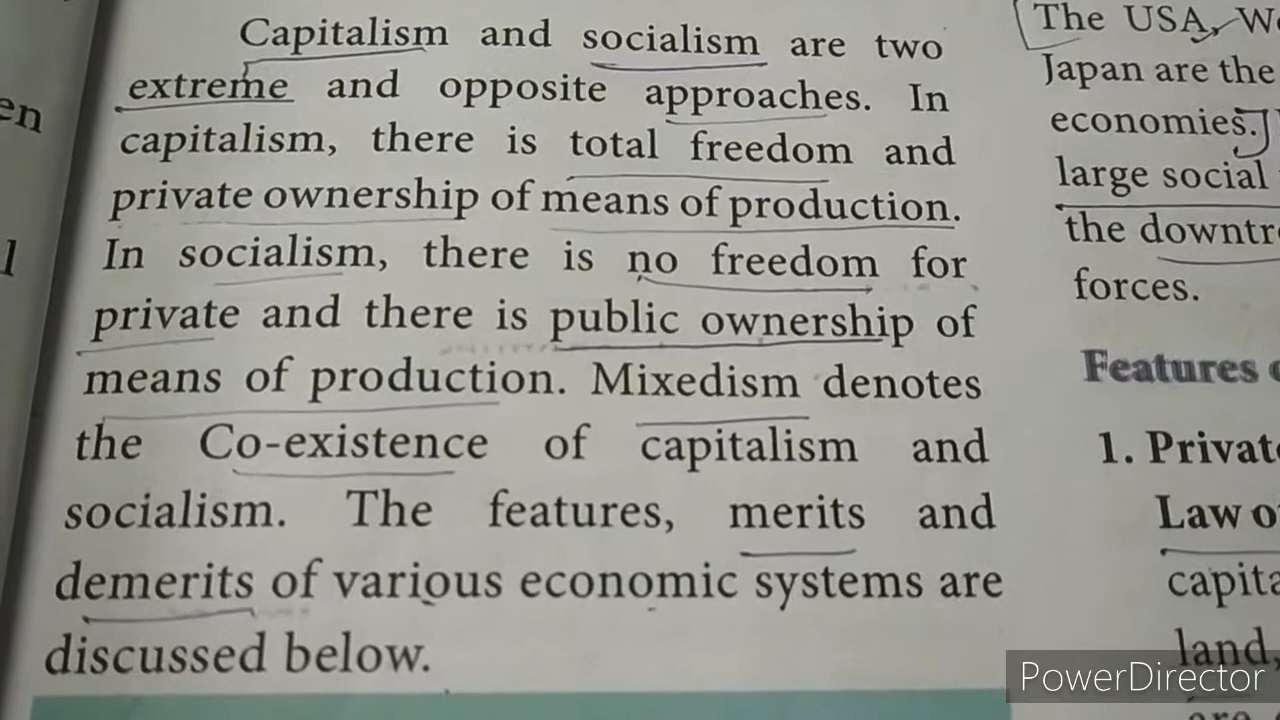 Capitalism and socialism are two
extreme and opposite approaches. In
capitalism, there is total freedom and
private ownership of means of production.
In socialism, there is no freedom for
private and there is public ownership of
means of production. Mixedism denotes
the Co-existence of capitalism and
socialism. The features, merits and
demerits of various economic systems are
discussed below.
The USA,
Japan are the
economies.
large social
the
forces.
Features
1.
Law
land,
PowerDirector